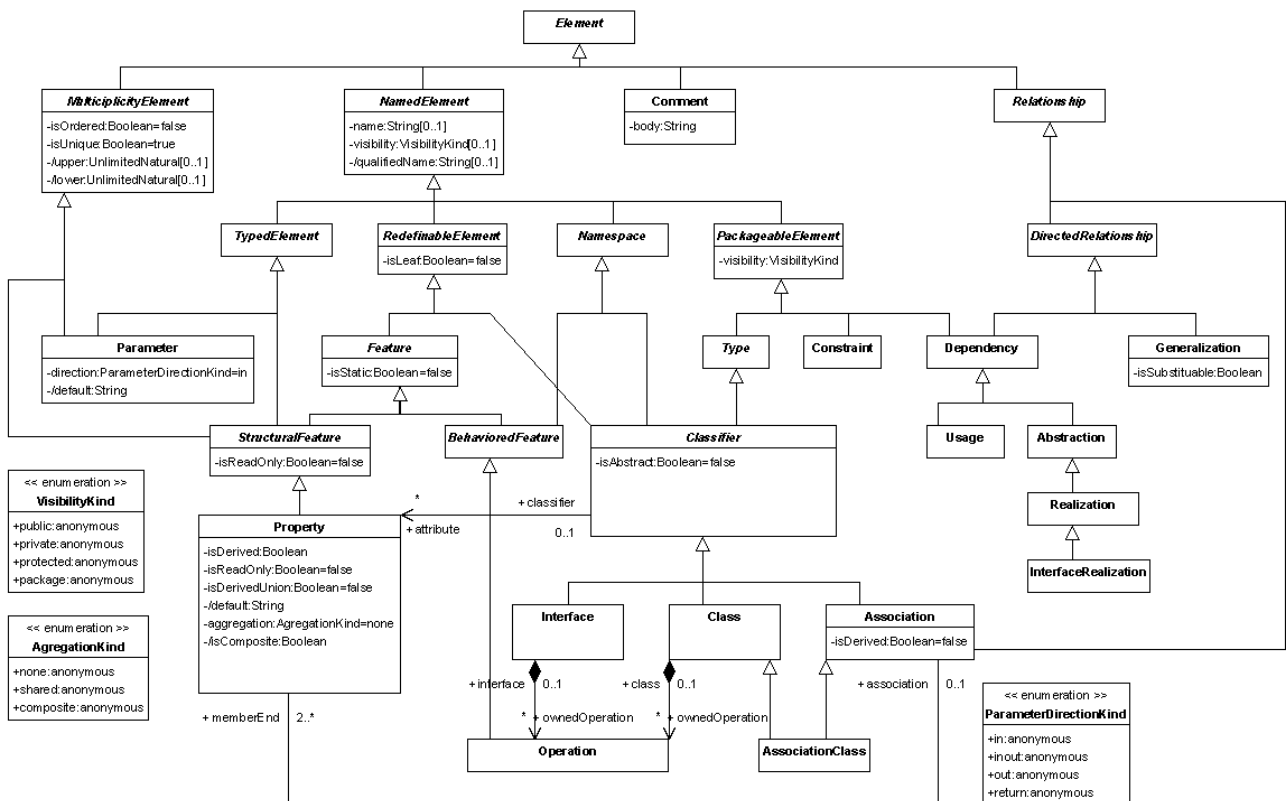 Element
MulticiplicityElement
-isOrdered:Boolean=false
-isUnique:Boolean=true
-/upper:UnlimitedNatural[0..1]
-/lower:UnlimitedNatural[0..1]
NamedElement
-name:String[0..1]
-visibility:VisibilityKind[0..1]
-/qualifiedName:String[0..1]
Comment
-body:String
Relationship
TypedElement
RedefinableElement
-isLeaf:Boolean=false
Namespace
PackageableElement
-visibility:VisibilityKind
DirectedRelationship
Parameter
-direction:ParameterDirectionKind=in
-/default:String
Feature
-isStatic:Boolean=false
Type
Constraint
Dependency
Generalization
-isSubstituable:Boolean
StructuralFeature
-isReadOnly:Boolean=false
BehavioredFeature
Classifier
-isAbstract:Boolean=false
Usage
Abstraction
Realization
InterfaceRealization
<< enumeration >>
VisibilityKind
+public:anonymous
+private:anonymous
+protected:anonymous
+package:anonymous
Property
-isDerived:Boolean
-isReadOnly:Boolean=false
-isDerivedUnion:Boolean=false
-/default:String
-aggregation:AgregationKind=none
-/isComposite:Boolean
*
+ attribute
+ classifier
0..1
<< enumeration >>
AgregationKind
+none:anonymous
+shared:anonymous
+composite:anonymous
Interface
Class
Association
-isDerived:Boolean=false
+ interface
0..1
+ class
0..1
+ association
0..1
+ memberEnd
2..*
* + ownedOperation
* + ownedOperation
Operation
AssociationClass
<< enumeration >>
ParameterDirectionKind
+in:anonymous
+inout:anonymous
+out:anonymous
+return:anonymous